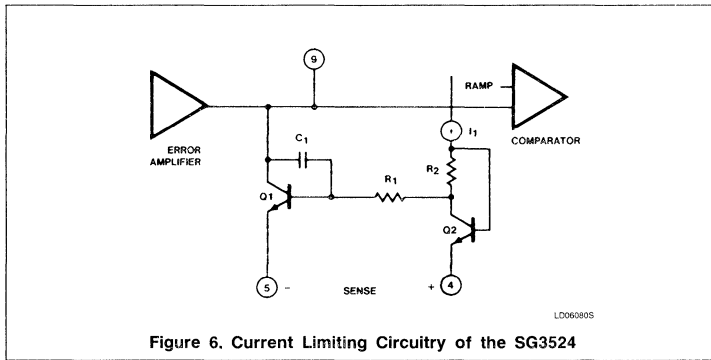 9
RAMP
I1
ERROR
AMPLIFIER
C1
COMPARATOR
R2
R1
Q1
Q2
5 –
SENSE
+ 4
LD06080S
Figure 6. Current Limiting Circuitry of the SG3524